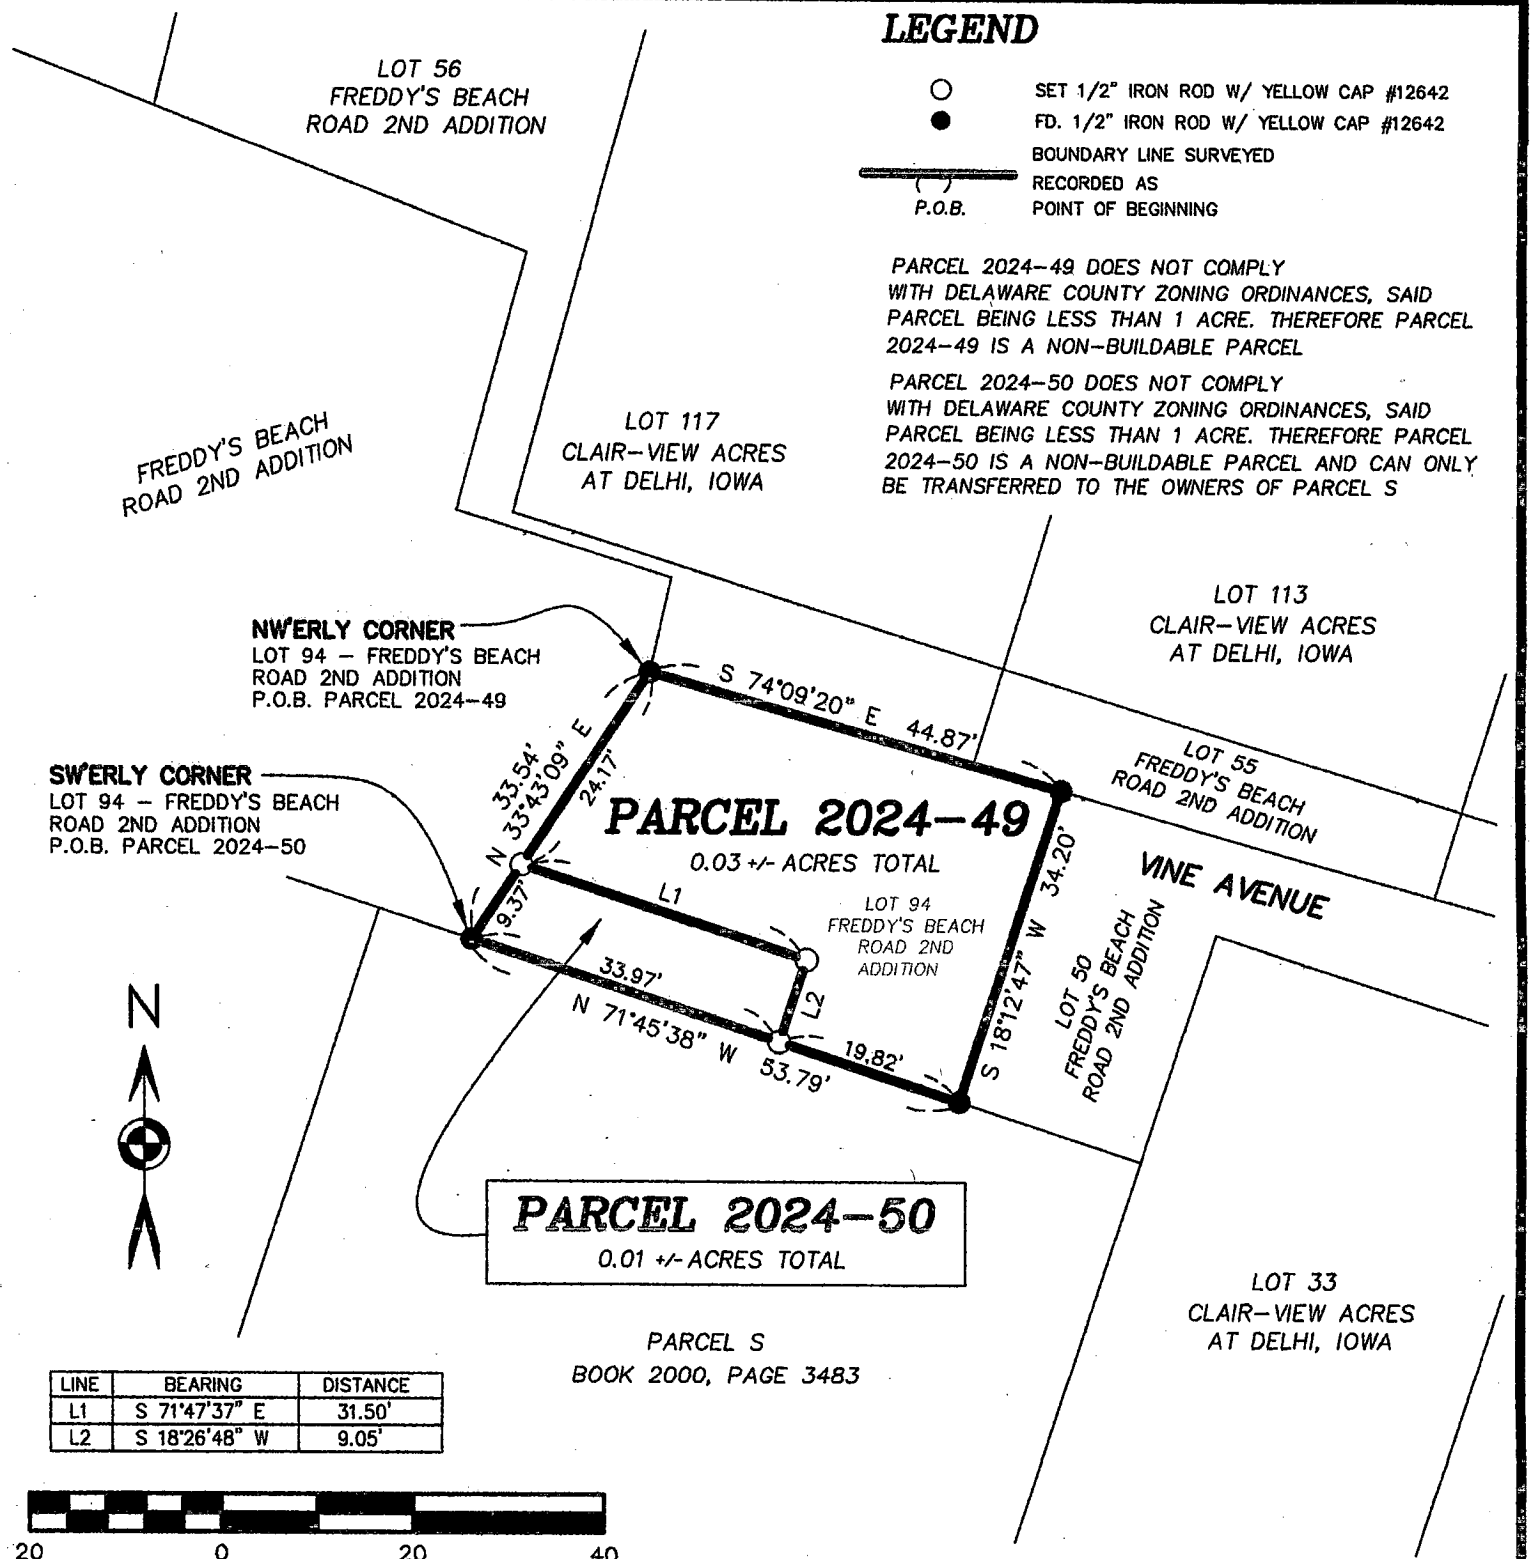 LEGEND
SET 1/2" IRON ROD W/ YELLOW CAP #12642
FD. 1/2" IRON ROD W/ YELLOW CAP #12642
BOUNDARY LINE SURVEYED
( ) RECORDED AS
P.O.B. POINT OF BEGINNING
PARCEL 2024-49 DOES NOT COMPLY
WITH DELAWARE COUNTY ZONING ORDINANCES, SAID
PARCEL BEING LESS THAN 1 ACRE. THEREFORE PARCEL
2024-49 IS A NON-BUILDABLE PARCEL
PARCEL 2024-50 DOES NOT COMPLY
WITH DELAWARE COUNTY ZONING ORDINANCES, SAID
PARCEL BEING LESS THAN 1 ACRE. THEREFORE PARCEL
2024-50 IS A NON-BUILDABLE PARCEL AND CAN ONLY
BE TRANSFERRED TO THE OWNERS OF PARCEL S
LOT 56
FREDDY'S BEACH
ROAD 2ND ADDITION
FREDDY'S BEACH
ROAD 2ND ADDITION
LOT 117
CLAIR-VIEW ACRES
AT DELHI, IOWA
LOT 113
CLAIR-VIEW ACRES
AT DELHI, IOWA
NW'ERLY CORNER
LOT 94 - FREDDY'S BEACH
ROAD 2ND ADDITION
P.O.B. PARCEL 2024-49
SW'ERLY CORNER
LOT 94 - FREDDY'S BEACH
ROAD 2ND ADDITION
P.O.B. PARCEL 2024-50
S 74°09'20" E 44.87'
33.54'
N 33°43'09" E
24.17'
9.37'
LOT 55
FREDDY'S BEACH
ROAD 2ND ADDITION
PARCEL 2024-49
0.03 +/- ACRES TOTAL
L1
LOT 94
FREDDY'S BEACH
ROAD 2ND
ADDITION
S 18°12'47" W 34.20'
VINE AVENUE
LOT 50
FREDDY'S BEACH
ROAD 2ND ADDITION
33.97'
L2
N 71°45'38" W 53.79'
19.82'
N
PARCEL 2024-50
0.01 +/- ACRES TOTAL
LOT 33
CLAIR-VIEW ACRES
AT DELHI, IOWA
PARCEL S
BOOK 2000, PAGE 3483
LINE BEARING DISTANCE
L1 S 71°47'37" E 31.50'
L2 S 18°26'48" W 9.05'
20 0 20 40